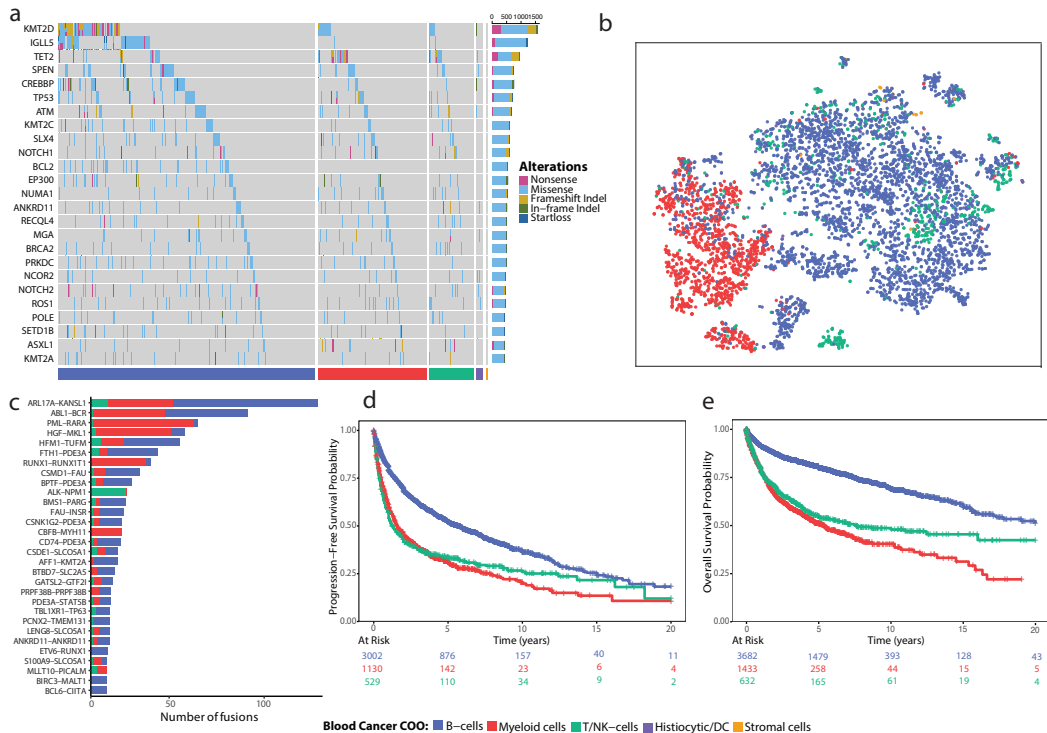 a
KMT2D
IGLL5
TET2
SPEN
CREBBP
TP53
ATM
KMT2C
SLX4
NOTCH1
BCL2
EP300
NUMA1
ANKRD11
RECQL4
MGA
BRCA2
PRKDC
NCOR2
NOTCH2
ROS1
POLE
SETD1B
ASXL1
KMT2A
0 500 1000 1500
Alterations
Nonsense
Missense
Frameshift Indel
In-frame Indel
Startloss
b
c
ARL17A-KANSL1
ABL1-BCR
PML-RARA
HGF-MKL1
HFM1-TUFM
FTH1-PDE3A
RUNX1-RUNX1T1
CSMD1-FAU
BPTF-PDE3A
ALK-NPM1
BMS1-PARG
FAU-INSR
CSNK1G2-PDE3A
CBFB-MYH11
CD74-PDE3A
CSDE1-SLCO5A1
AFF1-KMT2A
BTBD7-SLC2A5
GATSL2-GTF2I
PRPF38B-PRPF38B
PDE3A-STAT5B
TBL1XR1-TP63
PCNX2-TMEM131
LENG8-SLCO5A1
ANKRD11-ANKRD11
ETV6-RUNX1
S100A9-SLCO5A1
MLLT10-PICALM
BIRC3-MALT1
BCL6-CIITA
0 50 100
Number of fusions
d
Progression-Free Survival Probability
1.00
0.75
0.50
0.25
0.00
0 5 10 15 20
At Risk Time (years)
3002 876 157 40 11
1130 142 23 6 4
529 110 34 9 2
e
Overall Survival Probability
1.00
0.75
0.50
0.25
0.00
0 5 10 15 20
At Risk Time (years)
3682 1479 393 128 43
1433 258 44 15 5
632 165 61 19 4
Blood Cancer COO: B-cells Myeloid cells T/NK-cells Histiocytic/DC Stromal cells